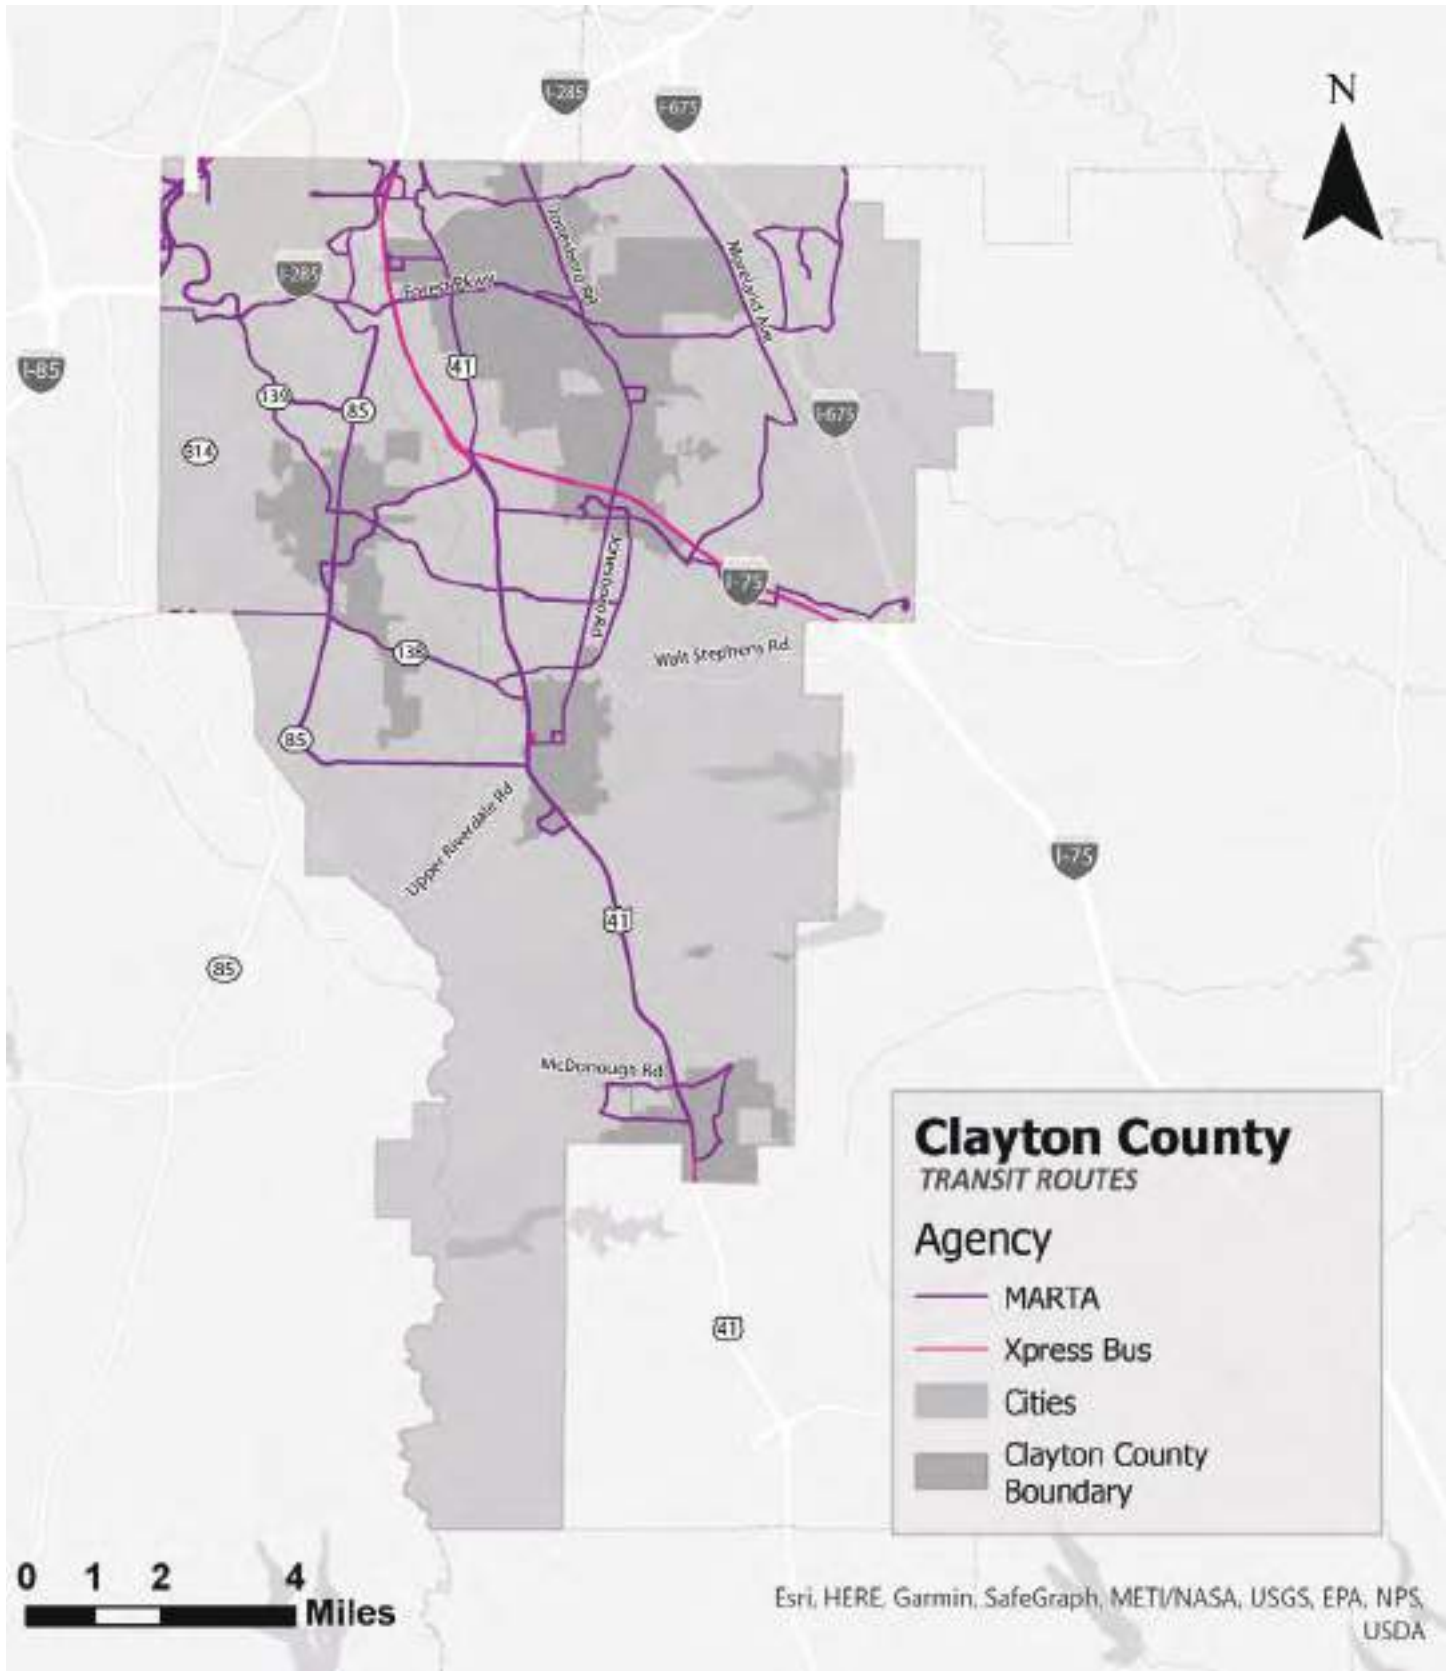 I-285
I-675
N
Jonesboro Rd
Moreland Ave
I-285
Forest Pkwy
I-85
41
139
85
I-675
314
Jonesboro Rd
I-75
138
Walt Stephens Rd.
85
Upper Riverdale Rd
I-75
41
85
McDonough Rd.
Clayton County
TRANSIT ROUTES
Agency
MARTA
Xpress Bus
Cities
Clayton County
Boundary
41
0 1 2 4
Miles
Esri, HERE, Garmin, SafeGraph, METI/NASA, USGS, EPA, NPS,
USDA